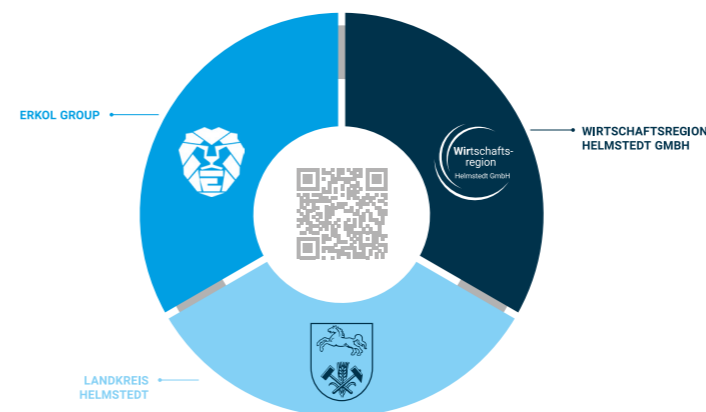 ERKOL GROUP
WIRTSCHAFTSREGION
HELMSTEDT GMBH
Wirtschafts-
region
Helmstedt GmbH
LANDKREIS
HELMSTEDT